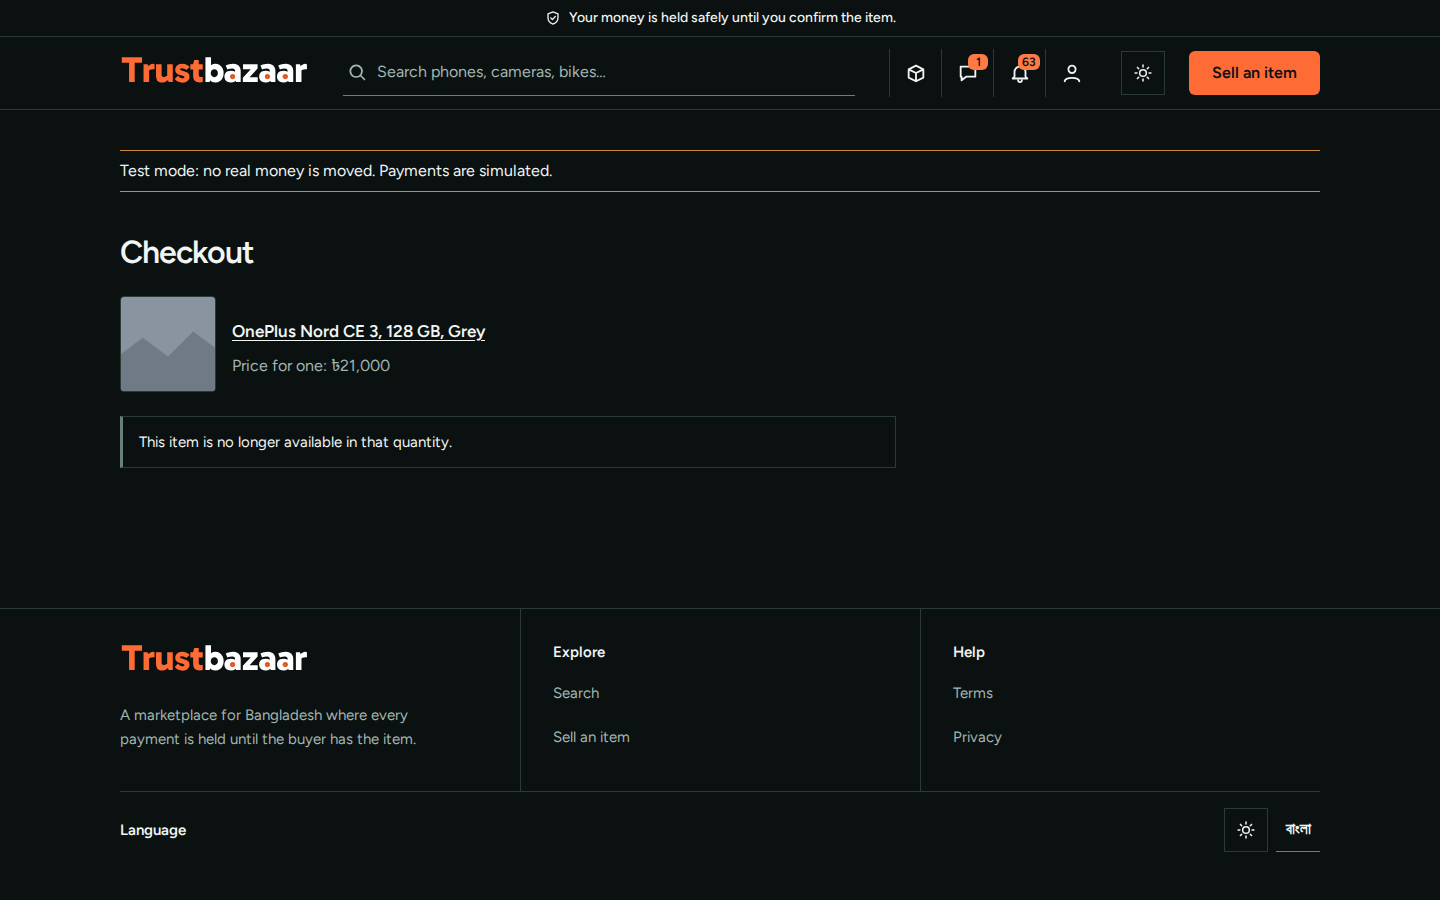 Your money is held safely until you confirm the item.
Trustbazaar
Search phones, cameras, bikes...
1
63
Sell an item
Test mode: no real money is moved. Payments are simulated.
Checkout
OnePlus Nord CE 3, 128 GB, Grey
Price for one: ৳21,000
This item is no longer available in that quantity.
Trustbazaar
A marketplace for Bangladesh where every
payment is held until the buyer has the item.
Explore
Search
Sell an item
Help
Terms
Privacy
Language
বাংলা